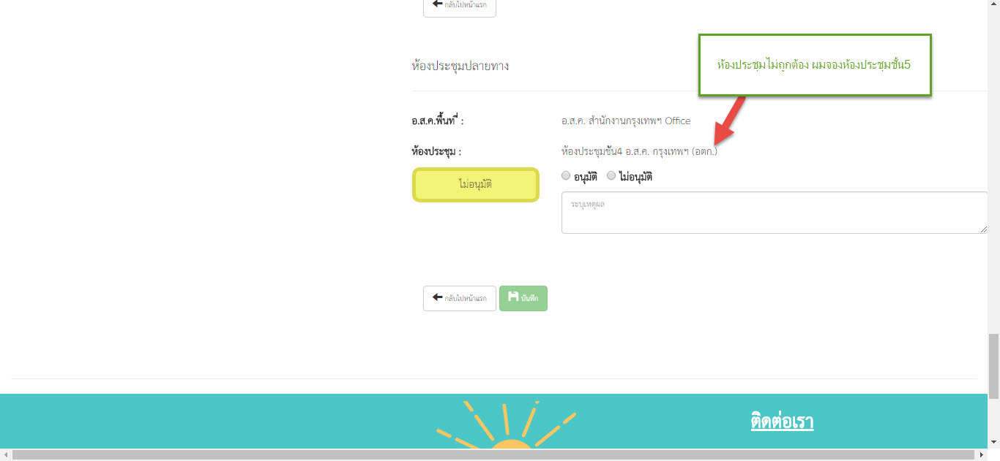 กลับไปหน้าแรก
ห้องประชุมปลายทาง
ห้องประชุมไม่ถูกต้อง ผมจองห้องประชุมชั้น5
อ.ส.ค.พื้นที่ :
อ.ส.ค. สำนักงานกรุงเทพฯ Office
ห้องประชุม :
ห้องประชุมชั้น4 อ.ส.ค. กรุงเทพฯ (อตก.)
ไม่อนุมัติ
อนุมัติ ไม่อนุมัติ
ระบุเหตุผล
กลับไปหน้าแรก บันทึก
ติดต่อเรา